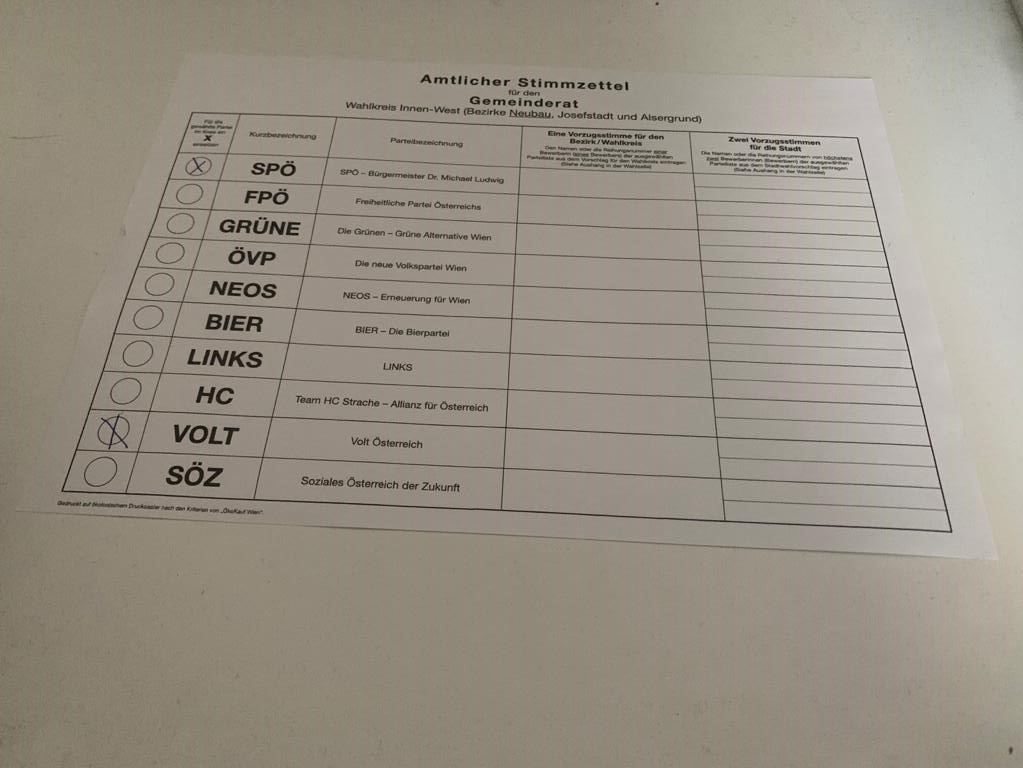 Amtlicher Stimmzettel
für den
Gemeinderat
Wahlkreis Innen-West (Bezirke Neubau, Josefstadt und Alsergrund)
Für die
gewählte Partei
im Kreis ein
X
einsetzen
Kurzbezeichnung
Parteibezeichnung
Eine Vorzugsstimme für den
Bezirk/Wahlkreis
Den Namen oder die Reihungsnummer einer
Bewerberin (eines Bewerbers) der ausgewählten
Parteiliste aus dem Vorschlag für den Wahlkreis eintragen
(Siehe Aushang in der Wahlzelle)
Zwei Vorzugsstimmen
für die Stadt
Die Namen oder die Reihungsnummern von höchstens
zwei Bewerberinnen (Bewerbern) der ausgewählten
Parteiliste aus dem Stadtwahlvorschlag eintragen
(Siehe Aushang in der Wahlzelle)
X SPÖ SPÖ – Bürgermeister Dr. Michael Ludwig
FPÖ Freiheitliche Partei Österreichs
GRÜNE Die Grünen – Grüne Alternative Wien
ÖVP Die neue Volkspartei Wien
NEOS NEOS – Erneuerung für Wien
BIER BIER – Die Bierpartei
LINKS LINKS
HC Team HC Strache – Allianz für Österreich
VOLT Volt Österreich
SÖZ Soziales Österreich der Zukunft
Gedruckt auf ökologischem Druckpapier nach den Kriterien von „ÖkoKauf Wien".